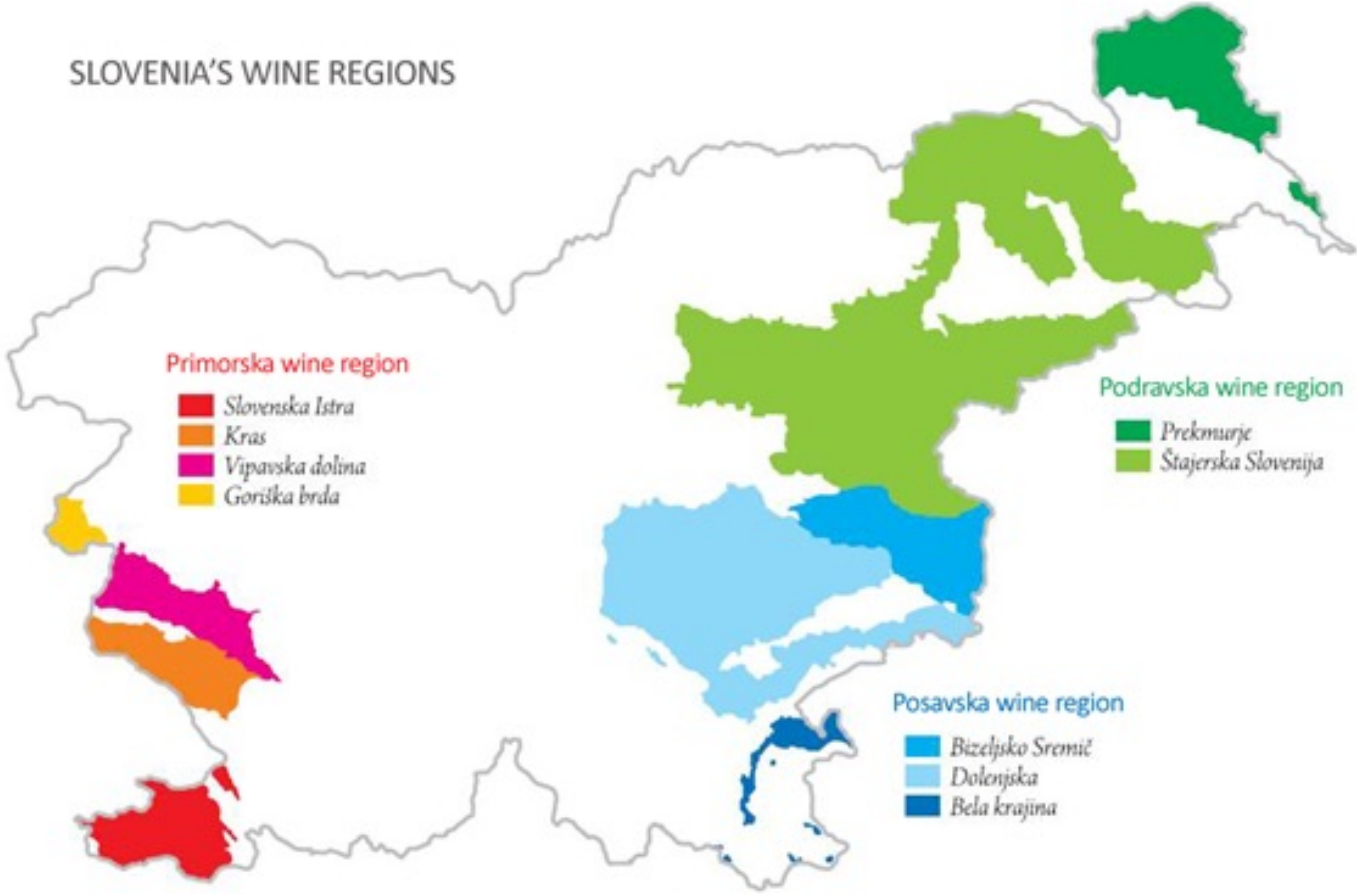 SLOVENIA'S WINE REGIONS
Primorska wine region
Slovenska Istra
Kras
Vipavska dolina
Goriška brda
Podravska wine region
Prekmurje
Štajerska Slovenija
Posavska wine region
Bizeljsko Sremič
Dolenjska
Bela krajina